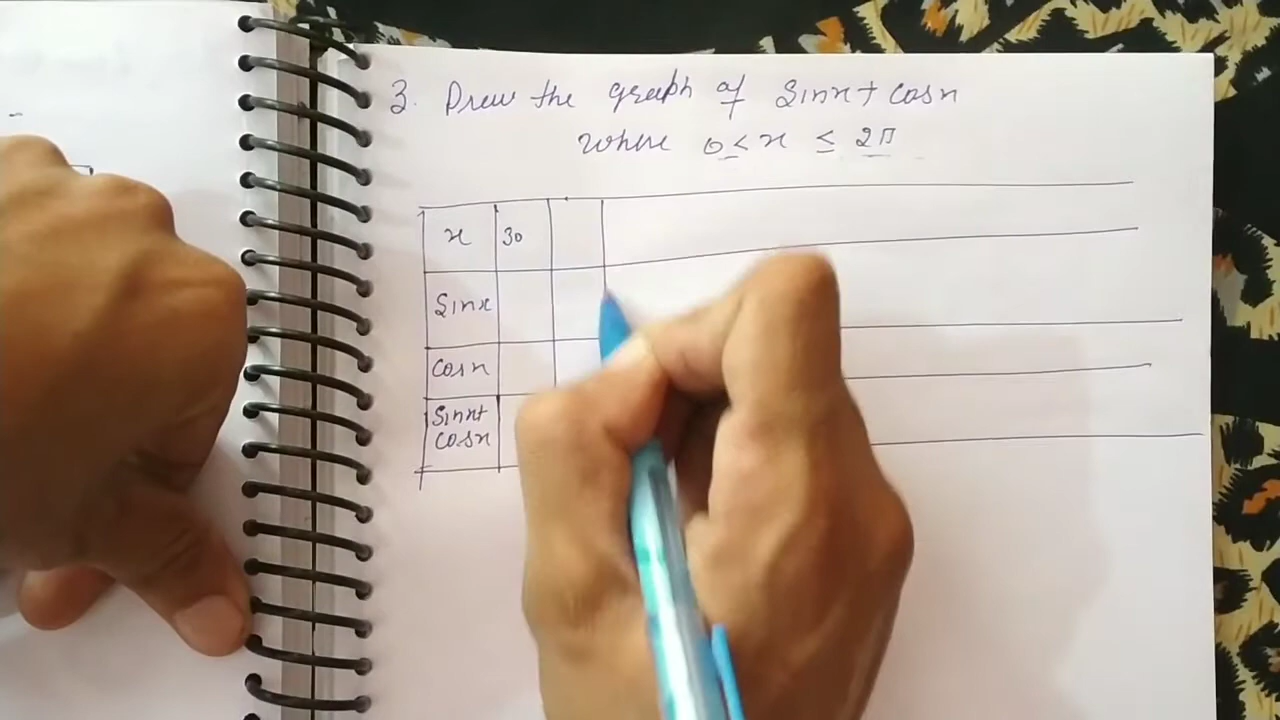 3. Draw the graph of Sinx + cosx
where 0 ≤ x ≤ 2π
x 30
Sinx
cosx
Sinx+
cosx